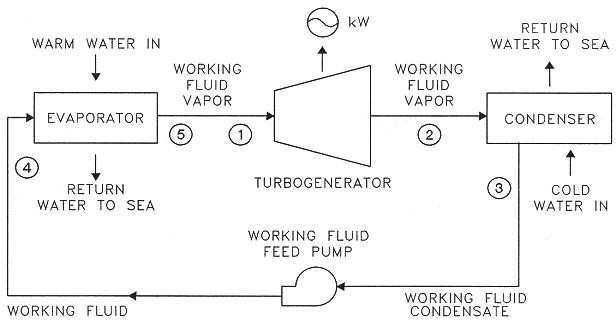 kW
WARM WATER IN
RETURN
WATER TO SEA
WORKING
FLUID
VAPOR
WORKING
FLUID
VAPOR
EVAPORATOR
CONDENSER
5
1
2
4
3
TURBOGENERATOR
RETURN
WATER TO SEA
COLD
WATER IN
WORKING FLUID
FEED PUMP
WORKING FLUID
WORKING FLUID
CONDENSATE